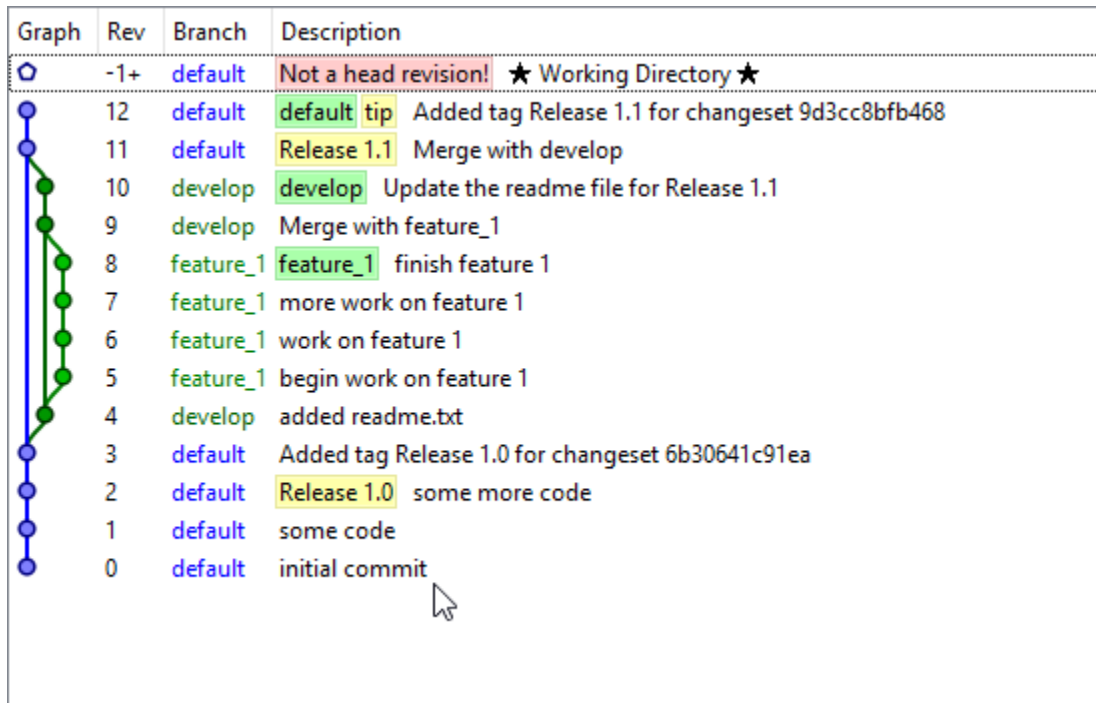 Graph Rev Branch Description
-1+ default Not a head revision! ★ Working Directory ★
12 default default tip Added tag Release 1.1 for changeset 9d3cc8bfb468
11 default Release 1.1 Merge with develop
10 develop develop Update the readme file for Release 1.1
9 develop Merge with feature_1
8 feature_1 feature_1 finish feature 1
7 feature_1 more work on feature 1
6 feature_1 work on feature 1
5 feature_1 begin work on feature 1
4 develop added readme.txt
3 default Added tag Release 1.0 for changeset 6b30641c91ea
2 default Release 1.0 some more code
1 default some code
0 default initial commit